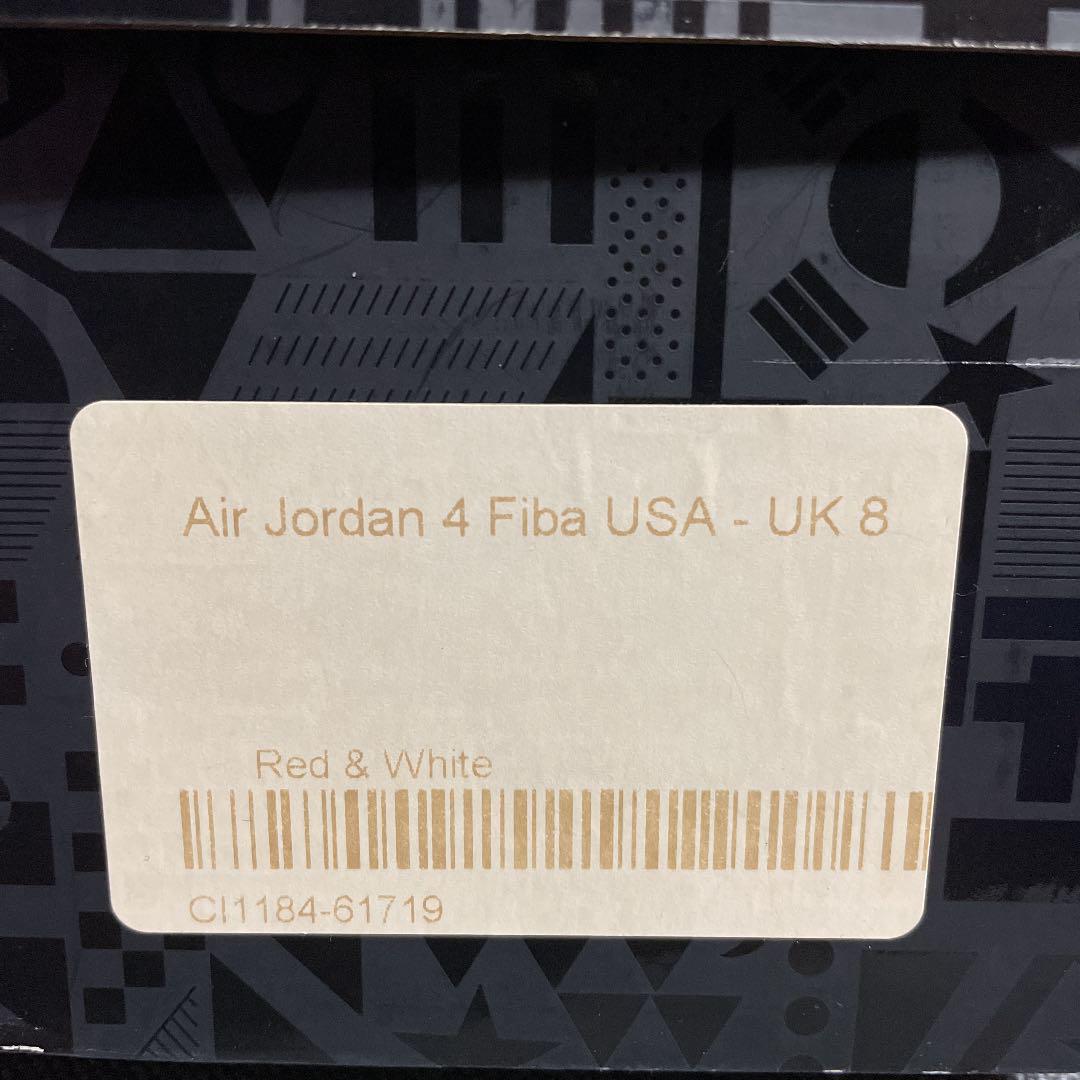 Air Jordan 4 Fiba USA - UK 8
Red & White
CI1184-61719